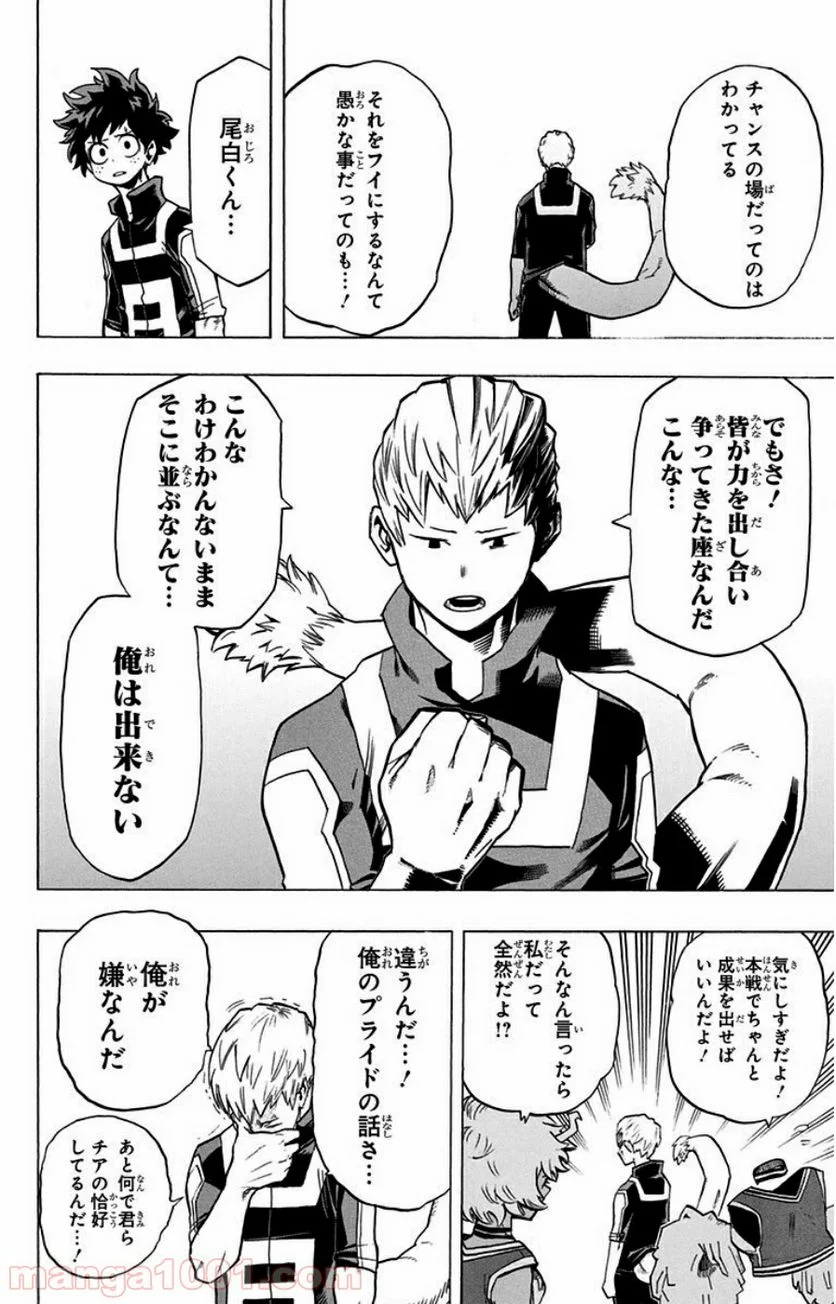 チャンスの場だってのは
わかってる
それをフイにするなんて
愚かな事だってのも…！
尾白くん…
でもさ！
皆が力を出し合い
争ってきた座なんだ
こんな…
こんな
わけわかんないまま
そこに並ぶなんて…
俺は出来ない
気にしすぎだよ！
本戦でちゃんと
成果を出せば
いいんだよ！
そんなん言ったら
私だって
全然だよ!?
違うんだ…！
俺のプライドの話さ…
俺が
嫌なんだ
あと何で君ら
チアの恰好
してるんだ…！
manga1001.com